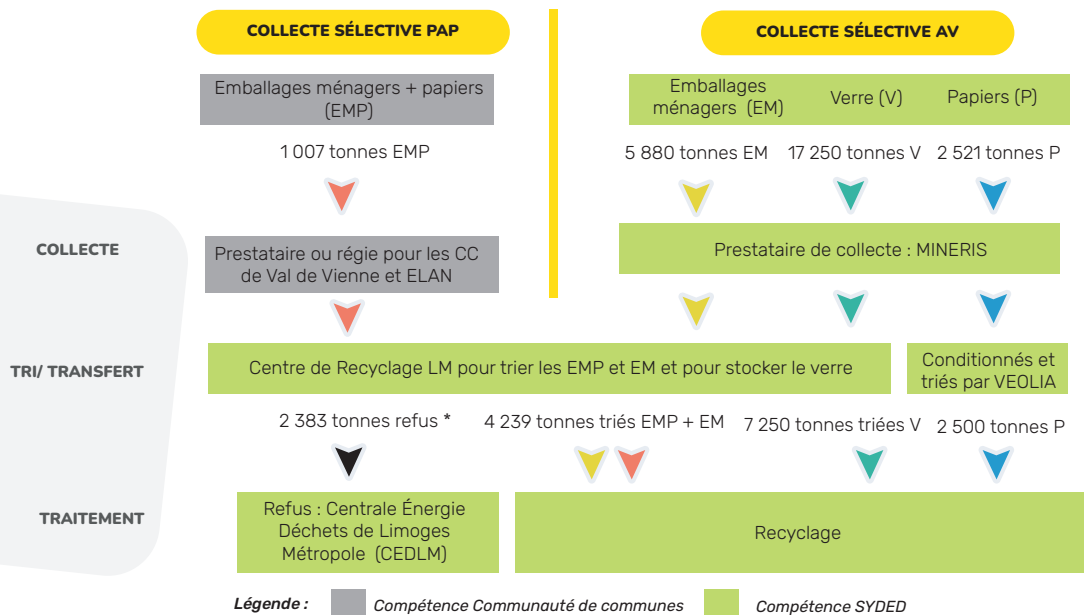 COLLECTE SÉLECTIVE PAP
COLLECTE SÉLECTIVE AV
Emballages ménagers + papiers
(EMP)
Emballages
ménagers (EM)
Verre (V)
Papiers (P)
1 007 tonnes EMP
5 880 tonnes EM
17 250 tonnes V
2 521 tonnes P
COLLECTE
Prestataire ou régie pour les CC
de Val de Vienne et ELAN
Prestataire de collecte : MINERIS
TRI/ TRANSFERT
Centre de Recyclage LM pour trier les EMP et EM et pour stocker le verre
Conditionnés et
triés par VEOLIA
2 383 tonnes refus *
4 239 tonnes triés EMP + EM
7 250 tonnes triées V
2 500 tonnes P
TRAITEMENT
Refus : Centrale Énergie
Déchets de Limoges
Métropole (CEDLM)
Recyclage
Légende :
Compétence Communauté de communes
Compétence SYDED